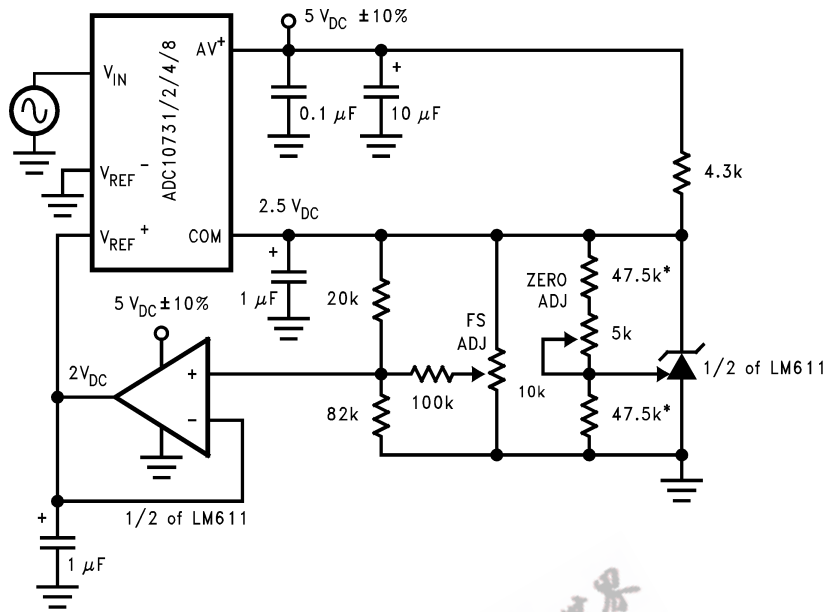 5 V_DC ±10%
AV+
V_IN
ADC10731/2/4/8
0.1 μF
10 μF
4.3k
V_REF −
V_REF +
COM
2.5 V_DC
+
+
1 μF
20k
ZERO ADJ
47.5k*
5 V_DC ±10%
FS ADJ
5k
2V_DC
+
−
100k
10k
1/2 of LM611
82k
47.5k*
+
1/2 of LM611
1 μF